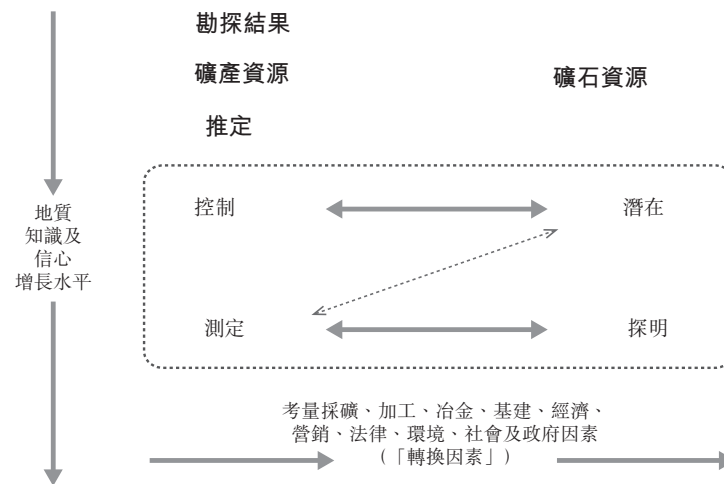 勘探結果
礦產資源
礦石資源
推定
控制
潛在
地質
知識及
信心
增長水平
測定
探明
考量採礦、加工、冶金、基建、經濟、
營銷、法律、環境、社會及政府因素
(「轉換因素」)